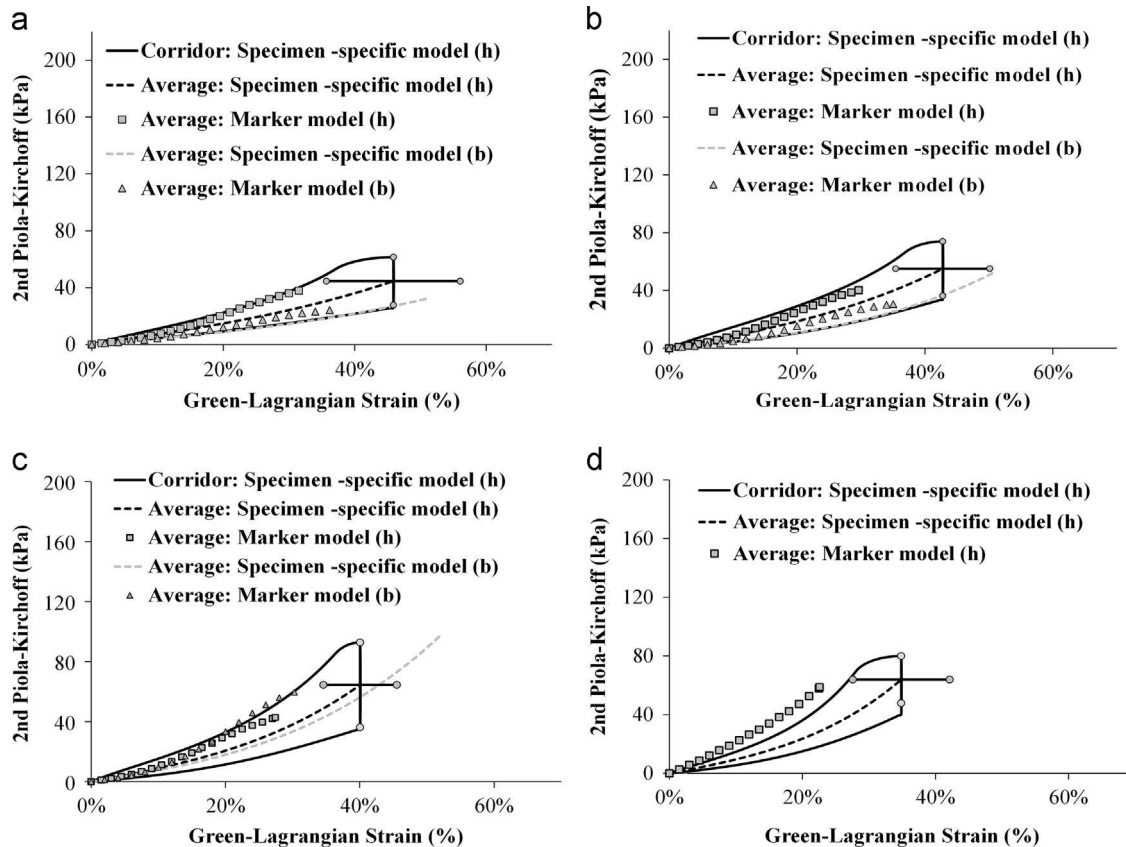 a
2nd Piola-Kirchoff (kPa)
200
160
120
80
40
0
Corridor: Specimen -specific model (h)
Average: Specimen -specific model (h)
Average: Marker model (h)
Average: Specimen -specific model (b)
Average: Marker model (b)
0%
20%
40%
60%
Green-Lagrangian Strain (%)
b
2nd Piola-Kirchoff (kPa)
200
160
120
80
40
0
Corridor: Specimen -specific model (h)
Average: Specimen -specific model (h)
Average: Marker model (h)
Average: Specimen -specific model (b)
Average: Marker model (b)
0%
20%
40%
60%
Green-Lagrangian Strain (%)
c
2nd Piola-Kirchoff (kPa)
200
160
120
80
40
0
Corridor: Specimen -specific model (h)
Average: Specimen -specific model (h)
Average: Marker model (h)
Average: Specimen -specific model (b)
Average: Marker model (b)
0%
20%
40%
60%
Green-Lagrangian Strain (%)
d
2nd Piola-Kirchoff (kPa)
200
160
120
80
40
0
Corridor: Specimen -specific model (h)
Average: Specimen -specific model (h)
Average: Marker model (h)
0%
20%
40%
60%
Green-Lagrangian Strain (%)